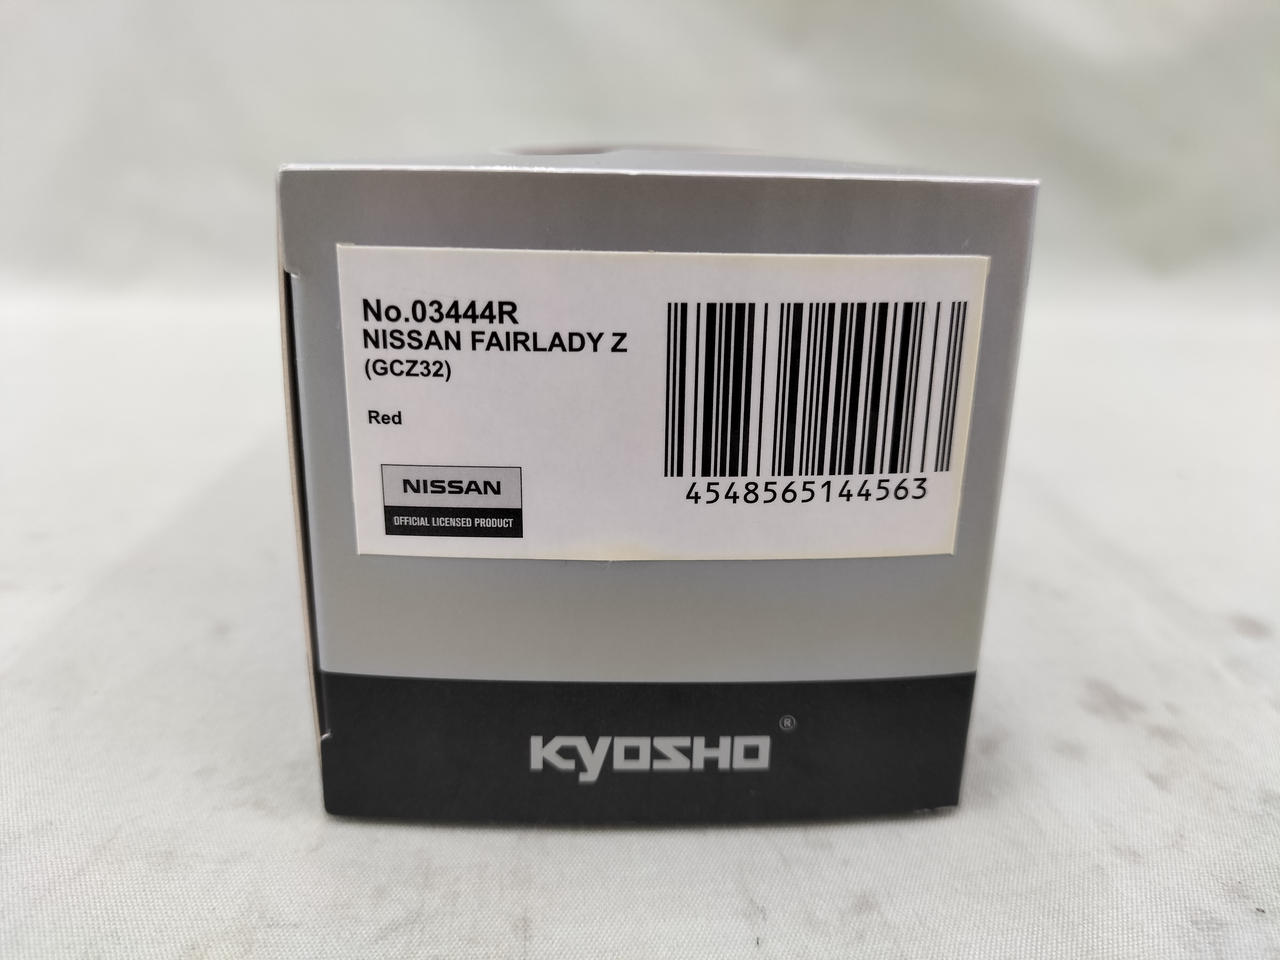 No.03444R
NISSAN FAIRLADY Z
(GCZ32)
Red
NISSAN
OFFICIAL LICENSED PRODUCT
4548565144563
KYOSHO®